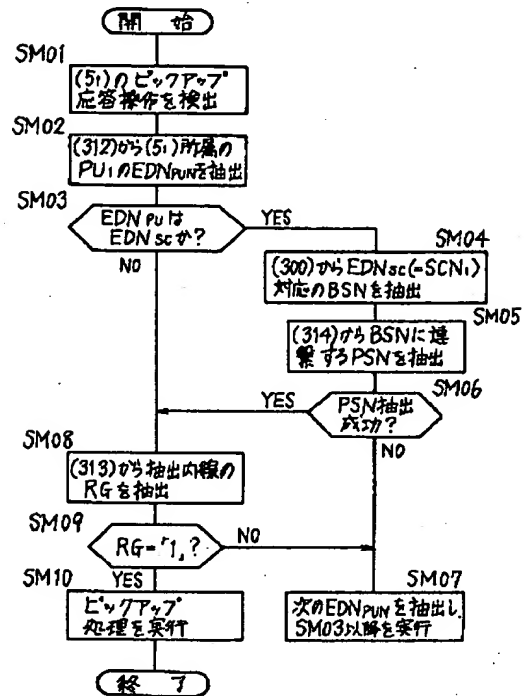 開 始
SM01
(5₁)のピックアップ
応答操作を検出
SM02
(312)から(5₁)所属の
PU₁のEDN_PUNを抽出
SM03
EDN_PUは
EDN_SCか?
YES
NO
SM04
(300)からEDN_SC(=SCN₁)
対応のBSNを抽出
SM05
(314)からBSNに連
繋するPSNを抽出
SM06
PSN抽出
成功?
YES
NO
SM08
(313)から抽出内線の
RGを抽出
SM09
RG=「1」?
NO
YES
SM10
ピックアップ
処理を実行
SM07
次のEDN_PUNを抽出し、
SM03以降を実行
終 了